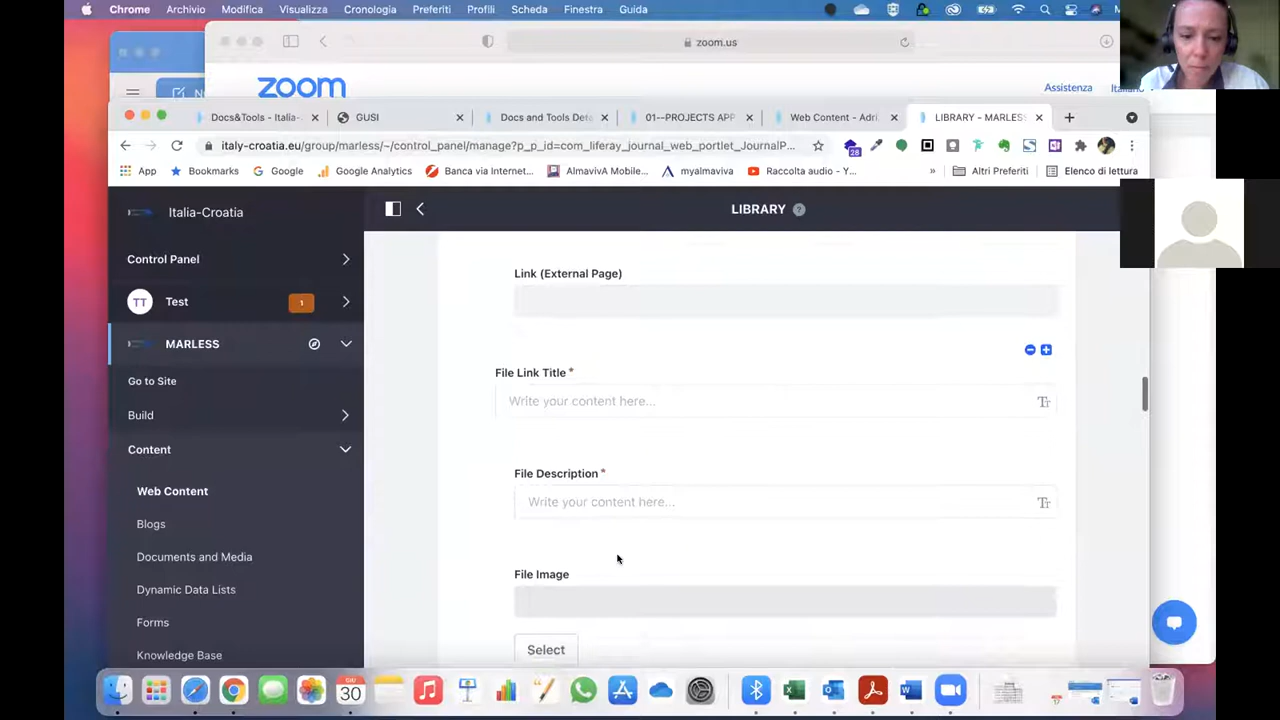 Chrome Archivio Modifica Visualizza Cronologia Preferiti Profili Scheda Finestra Guida
zoom.us
zoom
Assistenza
Docs&Tools - Italia-
GUSI
Docs and Tools Deta
01--PROJECTS APP
Web Content - Adri
LIBRARY - MARLESS
italy-croatia.eu/group/marless/~/control_panel/manage?p_p_id=com_liferay_journal_web_portlet_JournalP...
28
App Bookmarks Google Google Analytics Banca via Internet... AlmavivA Mobile... myalmaviva Raccolta audio - Y... » Altri Preferiti Elenco di lettura
Italia-Croatia
LIBRARY ?
Control Panel
TT Test 1
MARLESS
Go to Site
Build
Content
Web Content
Blogs
Documents and Media
Dynamic Data Lists
Forms
Knowledge Base
Link (External Page)
File Link Title *
Write your content here...
File Description *
Write your content here...
File Image
Select
30